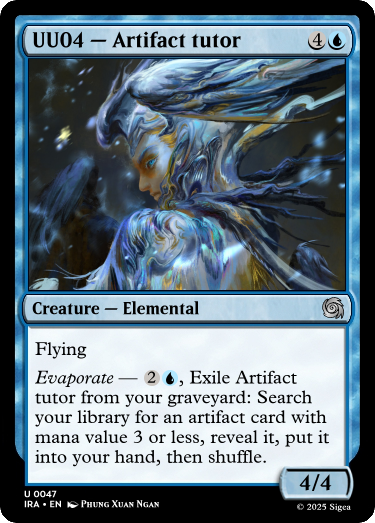 UU04 — Artifact tutor 4
Creature — Elemental
Flying
Evaporate — 2, Exile Artifact
tutor from your graveyard: Search
your library for an artifact card with
mana value 3 or less, reveal it, put it
into your hand, then shuffle.
4/4
U 0047
IRA • EN Phung Xuan Ngan
© 2025 Sigea